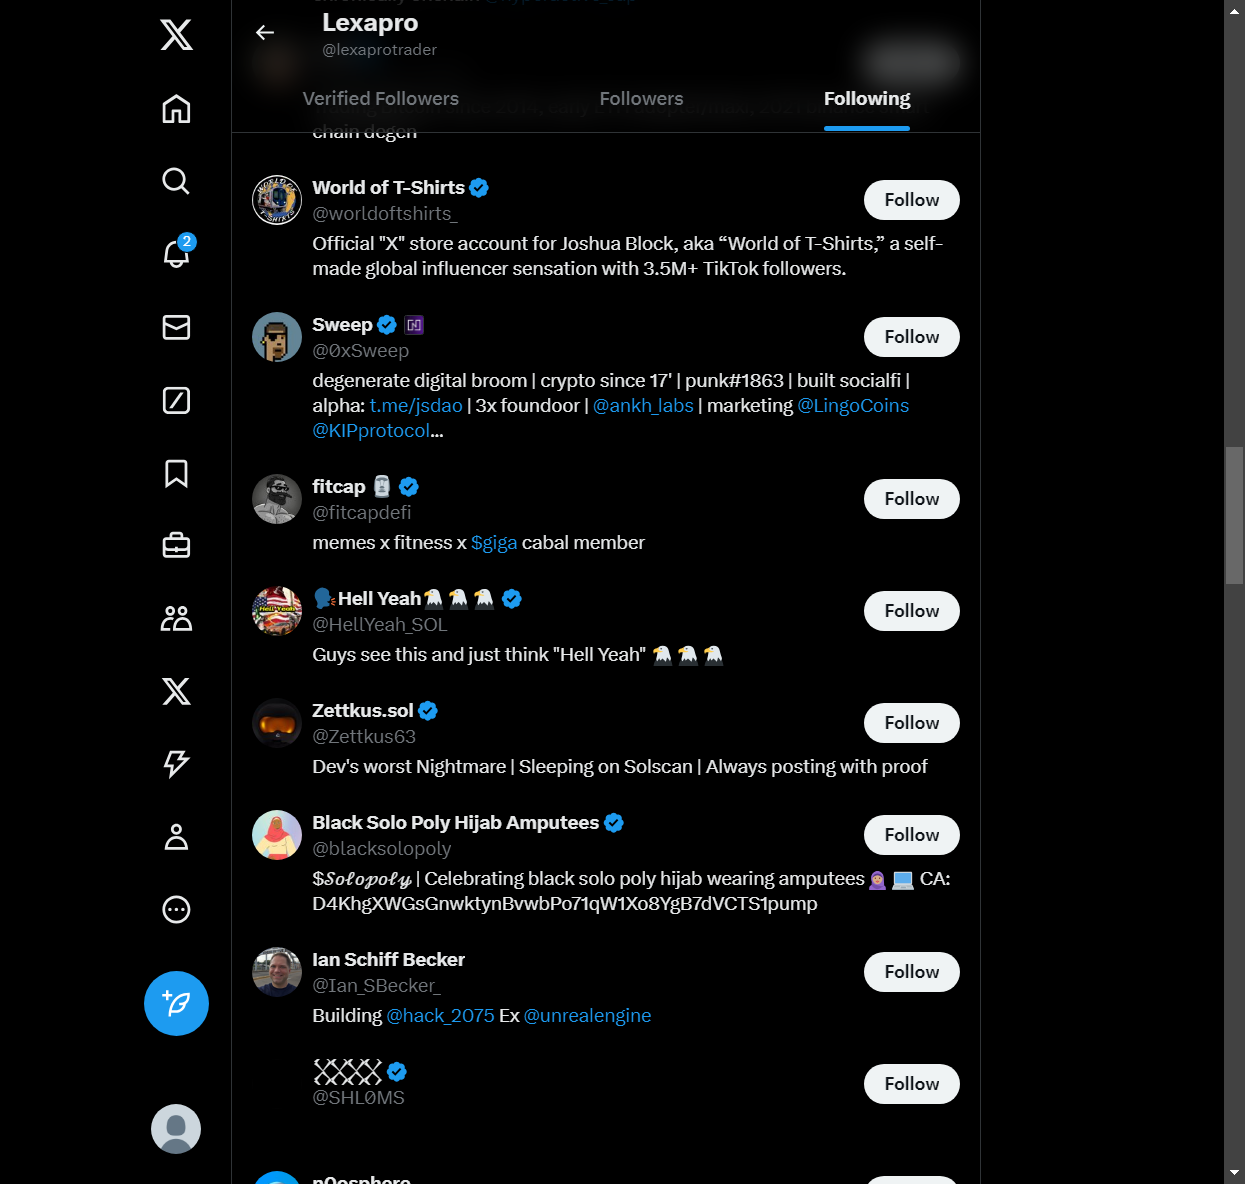 Lexapro
@lexaprotrader
Verified Followers
Followers
Following
chain degen
World of T-Shirts
@worldoftshirts_
Follow
Official "X" store account for Joshua Block, aka “World of T-Shirts,” a self-
made global influencer sensation with 3.5M+ TikTok followers.
Sweep
@0xSweep
Follow
degenerate digital broom | crypto since 17' | punk#1863 | built socialfi |
alpha: t.me/jsdao | 3x foundoor | @ankh_labs | marketing @LingoCoins
@KIPprotocol...
fitcap 🗿
@fitcapdefi
Follow
memes x fitness x $giga cabal member
🗣️Hell Yeah🦅🦅🦅
@HellYeah_SOL
Follow
Guys see this and just think "Hell Yeah" 🦅🦅🦅
Zettkus.sol
@Zettkus63
Follow
Dev's worst Nightmare | Sleeping on Solscan | Always posting with proof
Black Solo Poly Hijab Amputees
@blacksolopoly
Follow
$𝓢𝓸𝓵𝓸𝓹𝓸𝓵𝔂 | Celebrating black solo poly hijab wearing amputees🧕🏽💻 CA:
D4KhgXWGsGnwktynBvwbPo71qW1Xo8YgB7dVCTS1pump
Ian Schiff Becker
@Ian_SBecker_
Follow
Building @hack_2075 Ex @unrealengine
@SHL0MS
Follow
n0osphere
2